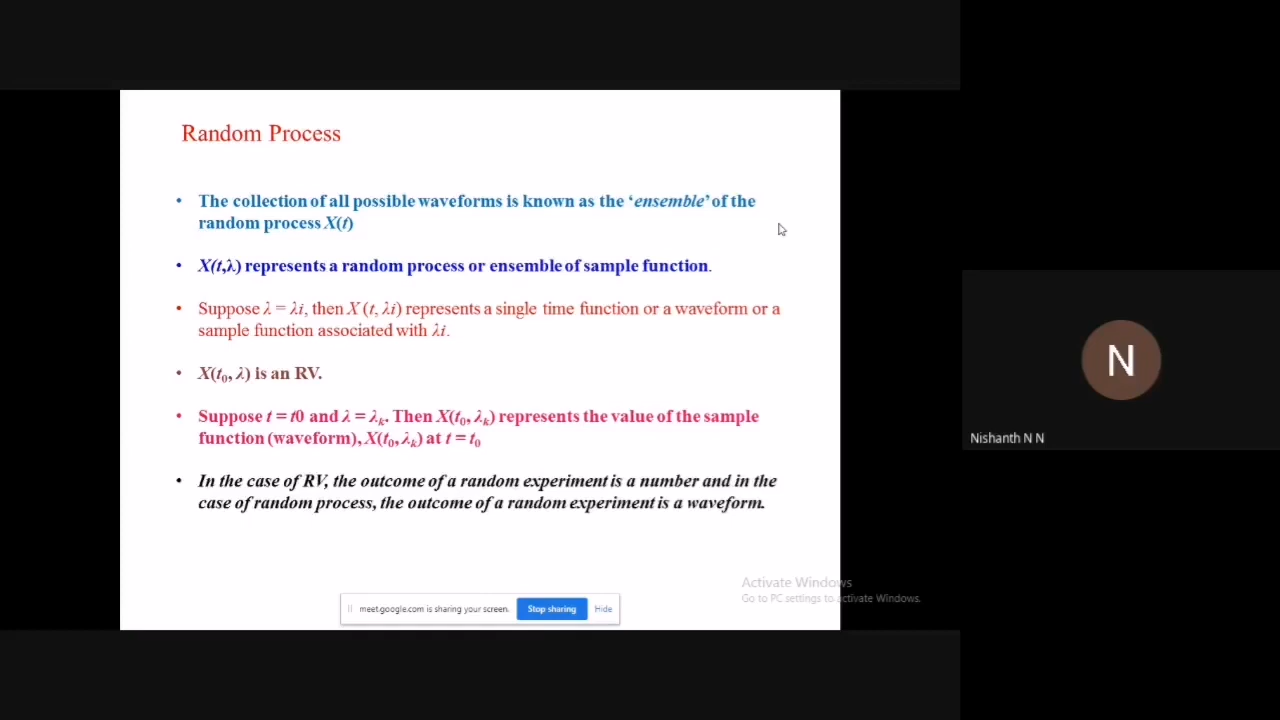 Random Process
• The collection of all possible waveforms is known as the ‘ensemble’ of the
random process X(t)
• X(t,λ) represents a random process or ensemble of sample function.
• Suppose λ = λi, then X (t, λi) represents a single time function or a waveform or a
sample function associated with λi.
• X(t₀, λ) is an RV.
• Suppose t = t0 and λ = λₖ. Then X(t₀, λₖ) represents the value of the sample
function (waveform), X(t₀, λₖ) at t = t₀
• In the case of RV, the outcome of a random experiment is a number and in the
case of random process, the outcome of a random experiment is a waveform.
N
Nishanth N N
Activate Windows
Go to PC settings to activate Windows.
meet.google.com is sharing your screen. Stop sharing Hide